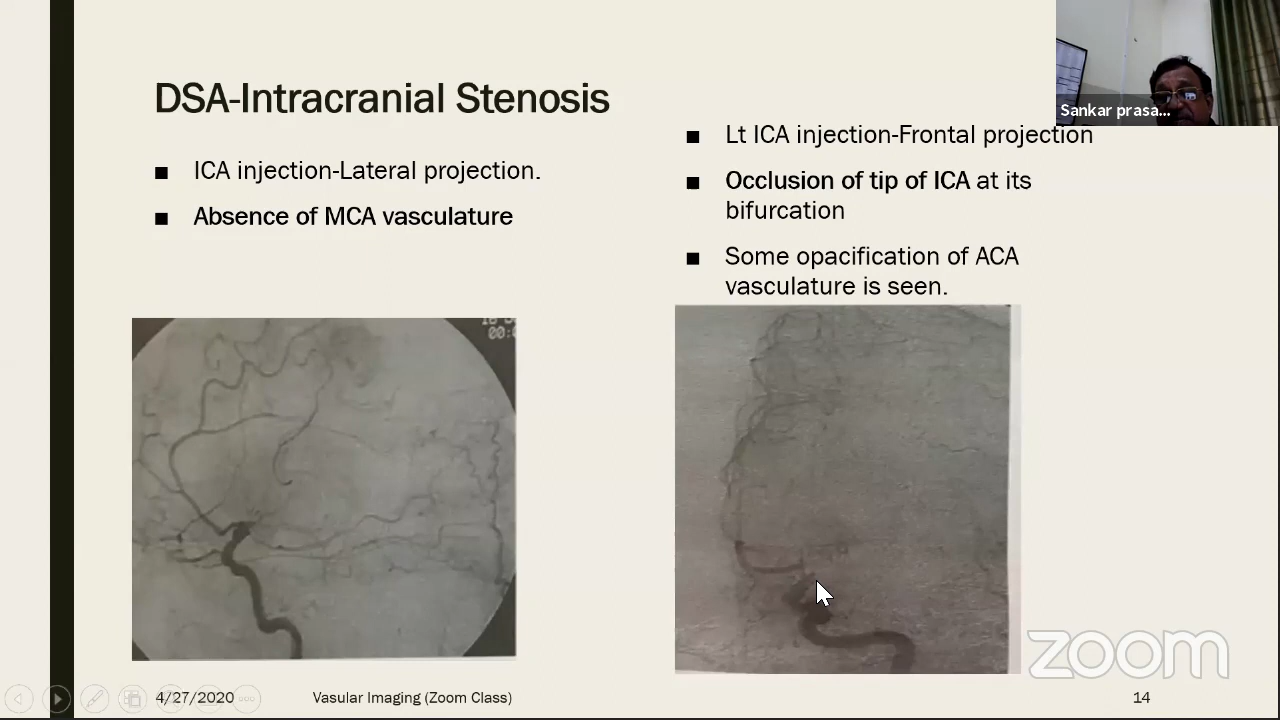 DSA-Intracranial Stenosis
■ ICA injection-Lateral projection.
■ Absence of MCA vasculature
■ Lt ICA injection-Frontal projection
■ Occlusion of tip of ICA at its
bifurcation
■ Some opacification of ACA
vasculature is seen.
Sankar prasa...
4/27/2020
Vasular Imaging (Zoom Class)
14
zoom